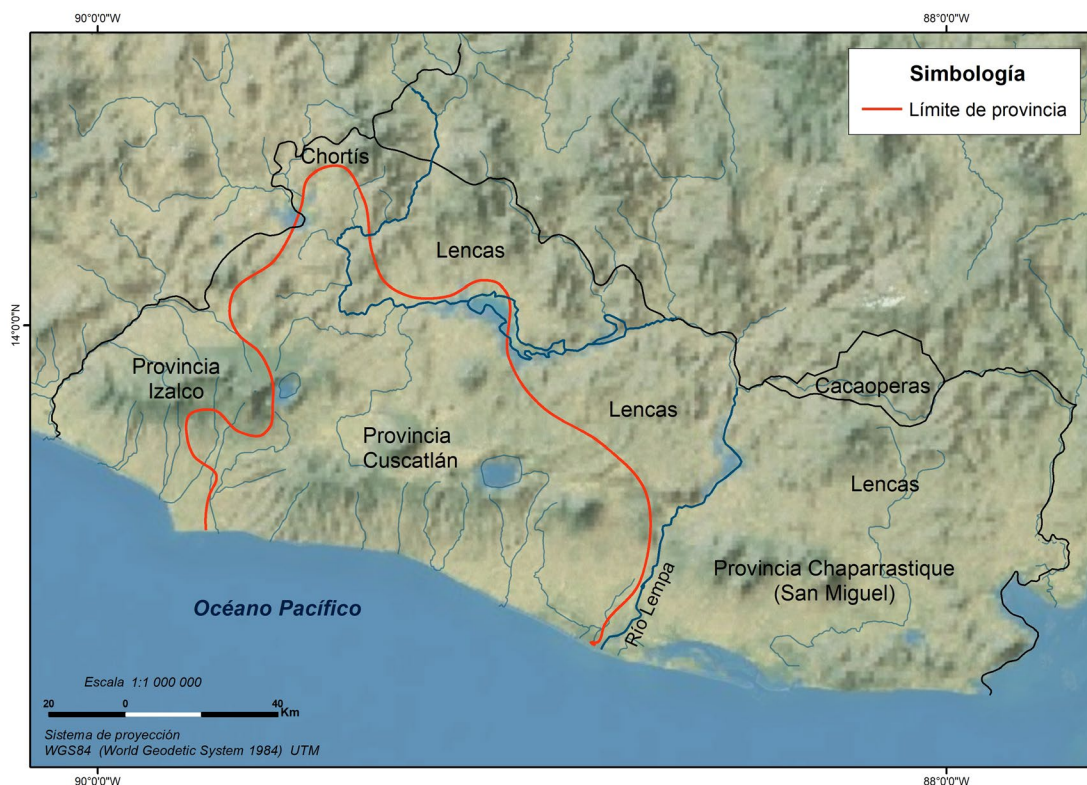 90°0'0"W
88°0'0"W
Simbología
Límite de provincia
Chortís
Lencas
14°0'0"N
Provincia
Izalco
Cacaoperas
Lencas
Provincia
Cuscatlán
Lencas
Provincia Chaparrastique
(San Miguel)
Río Lempa
Océano Pacífico
Escala 1:1 000 000
20 0 40
Km
Sistema de proyección
WGS84 (World Geodetic System 1984) UTM
90°0'0"W
88°0'0"W